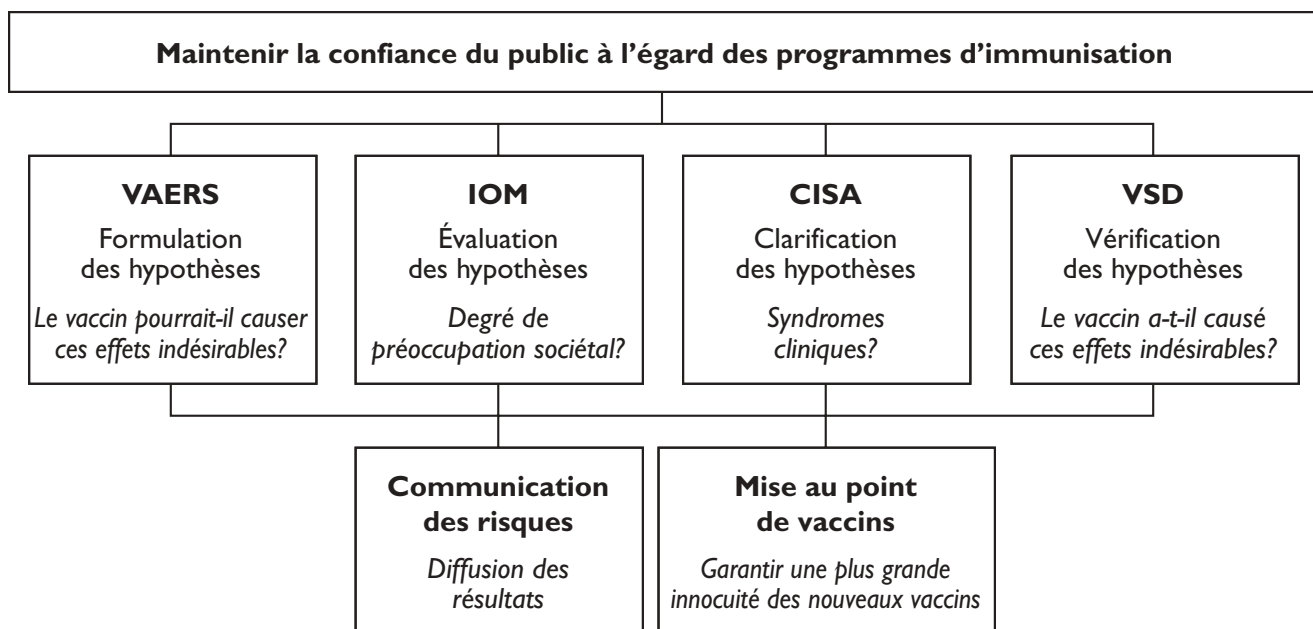 Maintenir la confiance du public à l’égard des programmes d’immunisation
VAERS
Formulation
des hypothèses
Le vaccin pourrait-il causer
ces effets indésirables?
IOM
Évaluation
des hypothèses
Degré de
préoccupation sociétal?
CISA
Clarification
des hypothèses
Syndromes
cliniques?
VSD
Vérification
des hypothèses
Le vaccin a-t-il causé
ces effets indésirables?
Communication
des risques
Diffusion des
résultats
Mise au point
de vaccins
Garantir une plus grande
innocuité des nouveaux vaccins